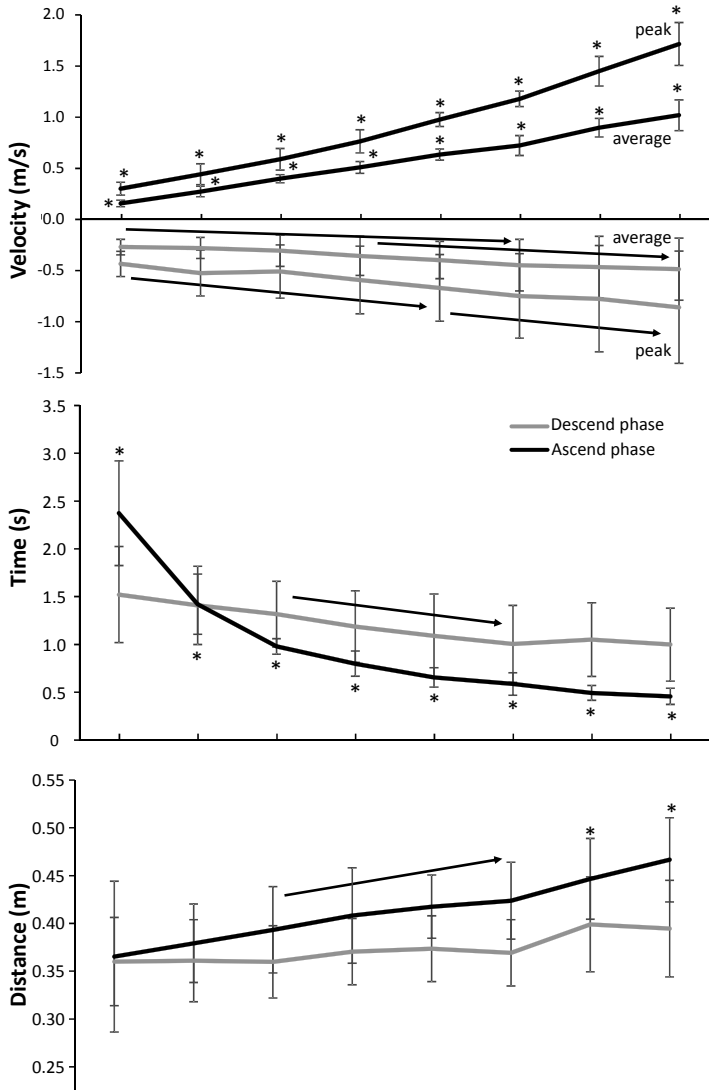 2.0
1.5
1.0
0.5
0.0
-0.5
-1.0
-1.5
Velocity (m/s)
peak
average
average
peak
* * * * * * * *
* * * * * * * *
3.5
3.0
2.5
2.0
1.5
1.0
0.5
0
Time (s)
Descend phase
Ascend phase
*
* * * * * * *
0.55
0.50
0.45
0.40
0.35
0.30
0.25
Distance (m)
* *